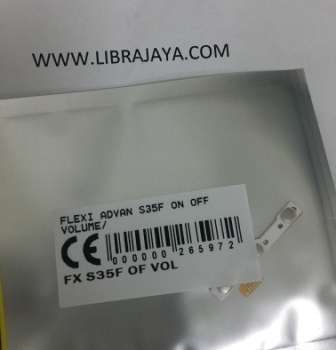 WWW.LIBRAJAYA.COM
FLEXI ADVAN S35F ON OFF
VOLUME/
CE
000000 265972
FX S35F OF VOL